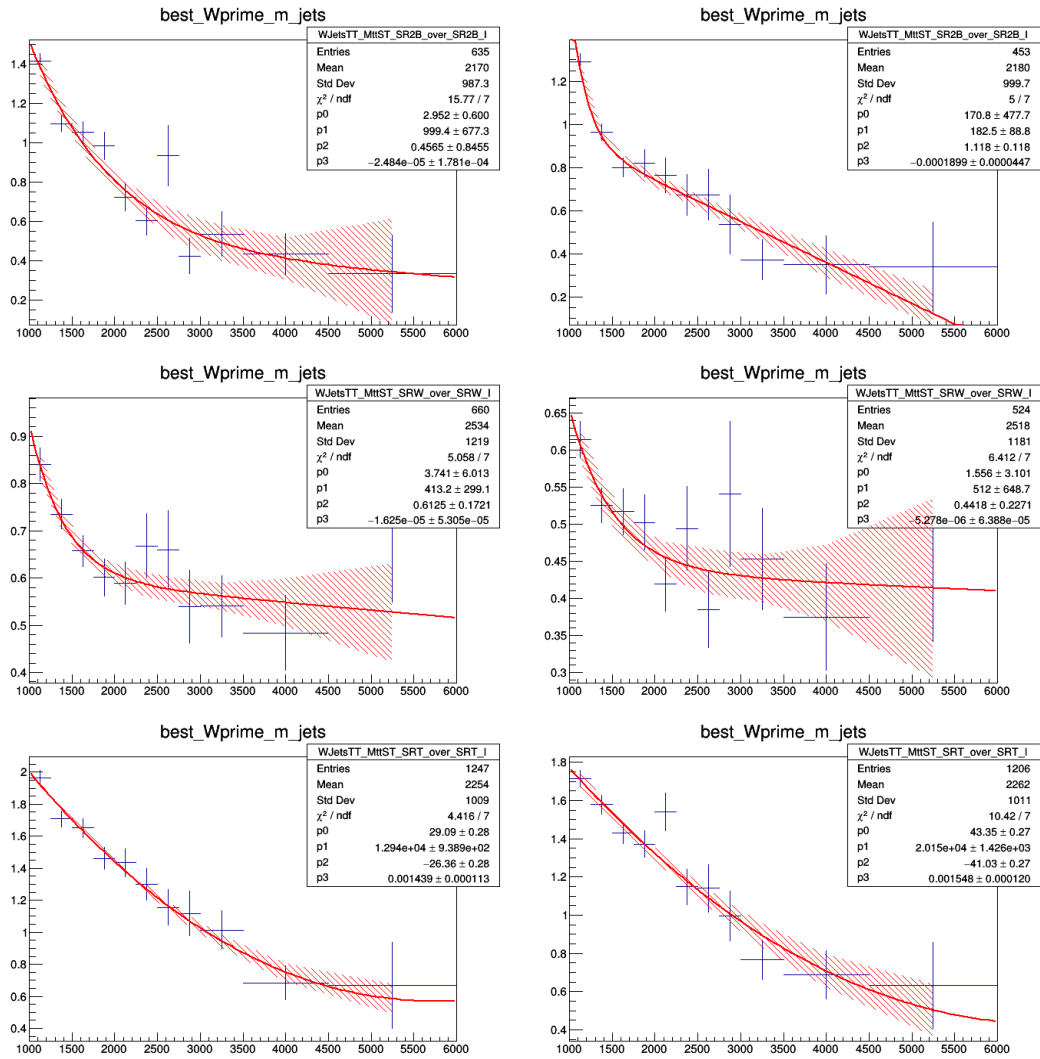 best_Wprime_m_jets
WJetsTT_MttST_SR2B_over_SR2B_I
Entries 635
Mean 2170
Std Dev 987.3
χ² / ndf 15.77 / 7
p0 2.952 ± 0.600
p1 999.4 ± 677.3
p2 0.4565 ± 0.8455
p3 −2.484e−05 ± 1.781e−04
1.4
1.2
1
0.8
0.6
0.4
0.2
1000 1500 2000 2500 3000 3500 4000 4500 5000 5500 6000
best_Wprime_m_jets
WJetsTT_MttST_SR2B_over_SR2B_I
Entries 453
Mean 2180
Std Dev 999.7
χ² / ndf 5 / 7
p0 170.8 ± 477.7
p1 182.5 ± 88.8
p2 1.118 ± 0.118
p3 −0.0001899 ± 0.0000447
1.2
1
0.8
0.6
0.4
0.2
1000 1500 2000 2500 3000 3500 4000 4500 5000 5500 6000
best_Wprime_m_jets
WJetsTT_MttST_SRW_over_SRW_I
Entries 660
Mean 2534
Std Dev 1219
χ² / ndf 5.058 / 7
p0 3.741 ± 6.013
p1 413.2 ± 299.1
p2 0.6125 ± 0.1721
p3 −1.625e−05 ± 5.305e−05
0.9
0.8
0.7
0.6
0.5
0.4
1000 1500 2000 2500 3000 3500 4000 4500 5000 5500 6000
best_Wprime_m_jets
WJetsTT_MttST_SRW_over_SRW_I
Entries 524
Mean 2518
Std Dev 1181
χ² / ndf 6.412 / 7
p0 1.556 ± 3.101
p1 512 ± 648.7
p2 0.4418 ± 0.2271
p3 −5.278e−06 ± 6.388e−05
0.65
0.6
0.55
0.5
0.45
0.4
0.35
0.3
1000 1500 2000 2500 3000 3500 4000 4500 5000 5500 6000
best_Wprime_m_jets
WJetsTT_MttST_SRT_over_SRT_I
Entries 1247
Mean 2254
Std Dev 1009
χ² / ndf 4.416 / 7
p0 29.09 ± 0.28
p1 1.294e+04 ± 9.389e+02
p2 −26.36 ± 0.28
p3 0.001439 ± 0.000113
2
1.8
1.6
1.4
1.2
1
0.8
0.6
0.4
1000 1500 2000 2500 3000 3500 4000 4500 5000 5500 6000
best_Wprime_m_jets
WJetsTT_MttST_SRT_over_SRT_I
Entries 1206
Mean 2262
Std Dev 1011
χ² / ndf 10.42 / 7
p0 43.35 ± 0.27
p1 2.015e+04 ± 1.426e+03
p2 −41.03 ± 0.27
p3 0.001548 ± 0.000120
1.8
1.6
1.4
1.2
1
0.8
0.6
0.4
1000 1500 2000 2500 3000 3500 4000 4500 5000 5500 6000